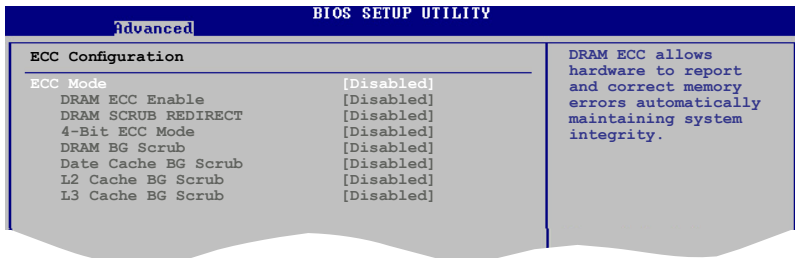 BIOS SETUP UTILITY
Advanced
ECC Configuration
ECC Mode [Disabled]
DRAM ECC Enable [Disabled]
DRAM SCRUB REDIRECT [Disabled]
4-Bit ECC Mode [Disabled]
DRAM BG Scrub [Disabled]
Date Cache BG Scrub [Disabled]
L2 Cache BG Scrub [Disabled]
L3 Cache BG Scrub [Disabled]
DRAM ECC allows
hardware to report
and correct memory
errors automatically
maintaining system
integrity.